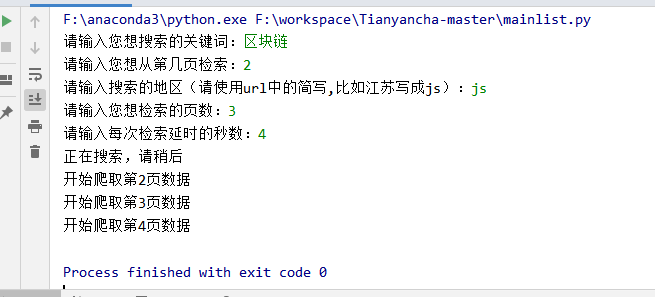 F:\anaconda3\python.exe F:\workspace\Tianyancha-master\mainlist.py
请输入您想搜索的关键词：区块链
请输入您想从第几页检索：2
请输入搜索的地区（请使用url中的简写,比如江苏写成js）：js
请输入您想检索的页数：3
请输入每次检索延时的秒数：4
正在搜索，请稍后
开始爬取第2页数据
开始爬取第3页数据
开始爬取第4页数据
Process finished with exit code 0